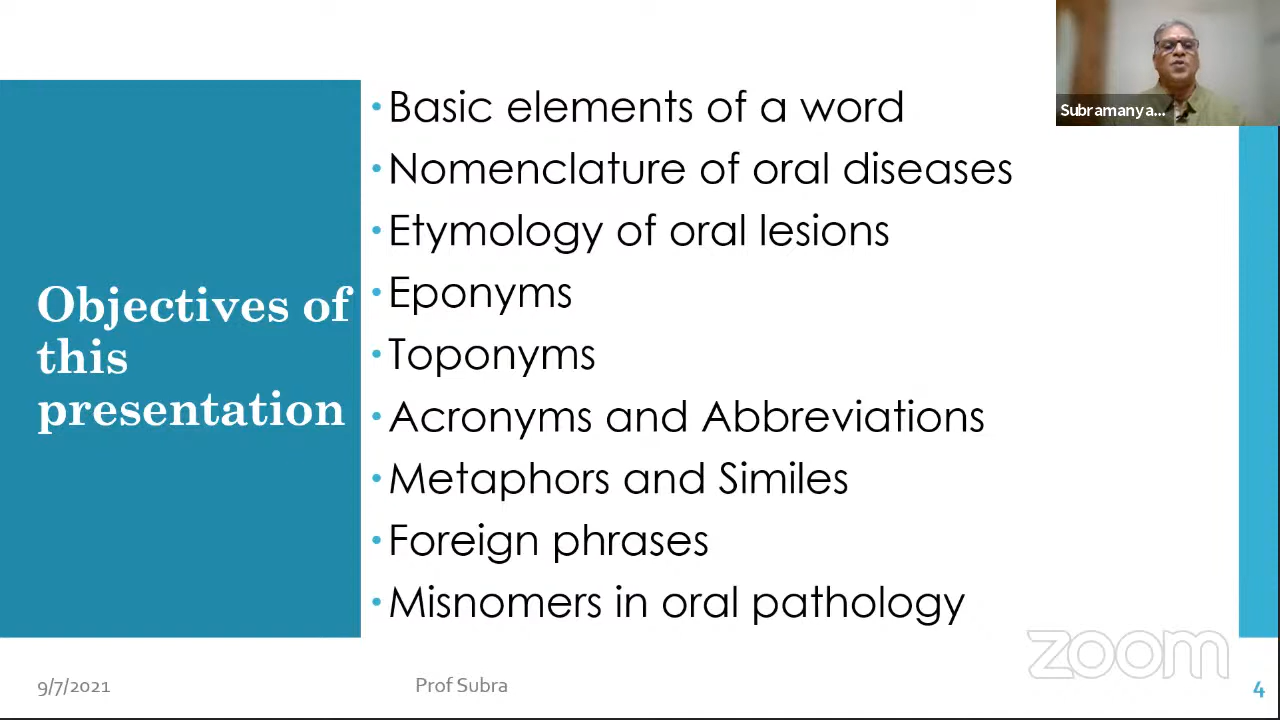 Objectives of
this
presentation
• Basic elements of a word
• Nomenclature of oral diseases
• Etymology of oral lesions
• Eponyms
• Toponyms
• Acronyms and Abbreviations
• Metaphors and Similes
• Foreign phrases
• Misnomers in oral pathology
Subramanya...
zoom
9/7/2021
Prof Subra
4